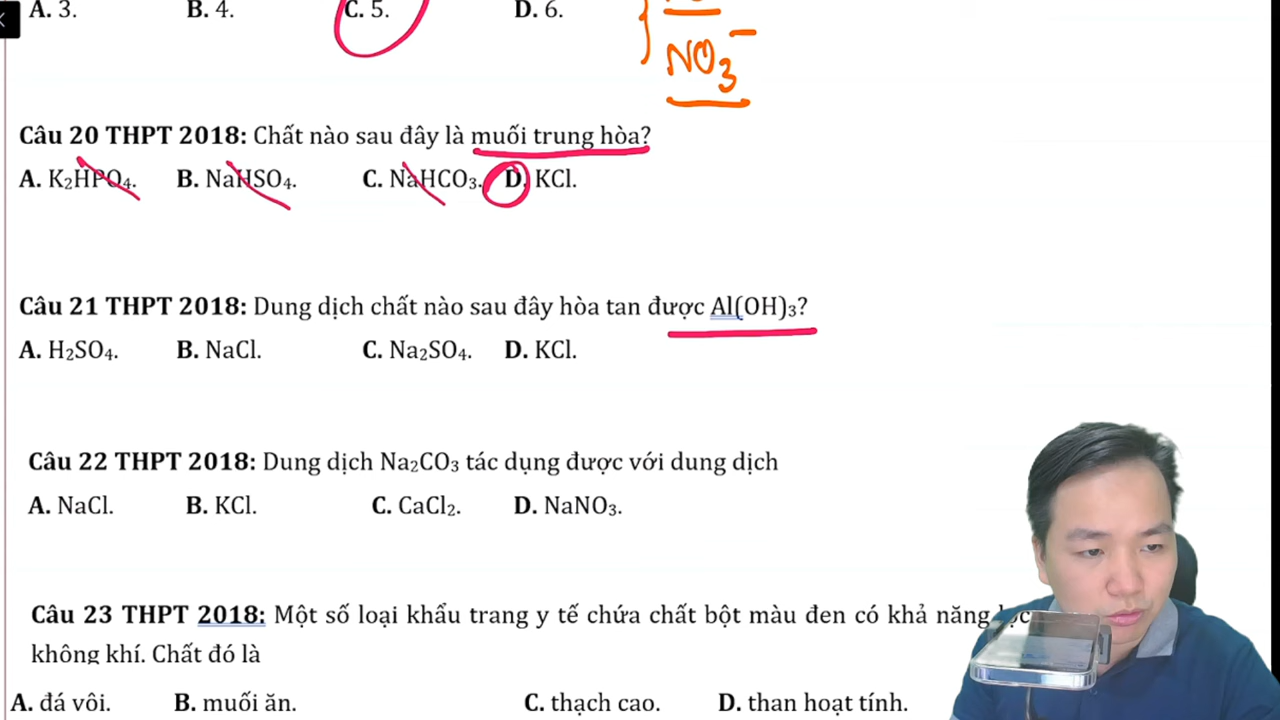 A. 3. B. 4. C. 5. D. 6.
NO₃⁻
Câu 20 THPT 2018: Chất nào sau đây là muối trung hòa?
A. K₂HPO₄. B. NaHSO₄. C. NaHCO₃. D. KCl.
Câu 21 THPT 2018: Dung dịch chất nào sau đây hòa tan được Al(OH)₃?
A. H₂SO₄. B. NaCl. C. Na₂SO₄. D. KCl.
Câu 22 THPT 2018: Dung dịch Na₂CO₃ tác dụng được với dung dịch
A. NaCl. B. KCl. C. CaCl₂. D. NaNO₃.
Câu 23 THPT 2018: Một số loại khẩu trang y tế chứa chất bột màu đen có khả năng
không khí. Chất đó là
A. đá vôi. B. muối ăn. C. thạch cao. D. than hoạt tính.